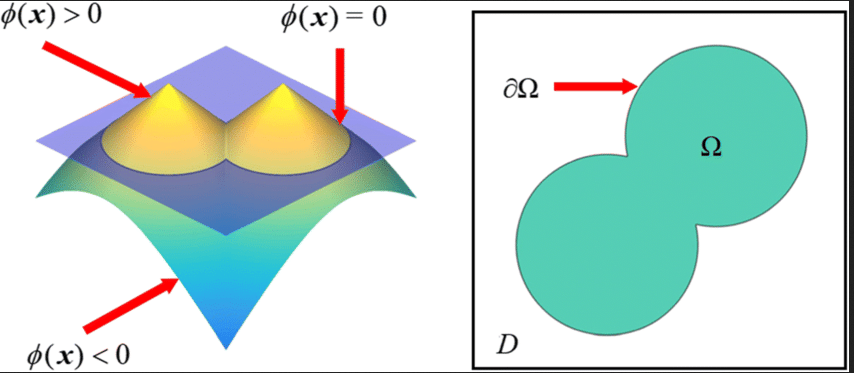 ϕ(x) > 0
ϕ(x) = 0
ϕ(x) < 0
∂Ω
Ω
D